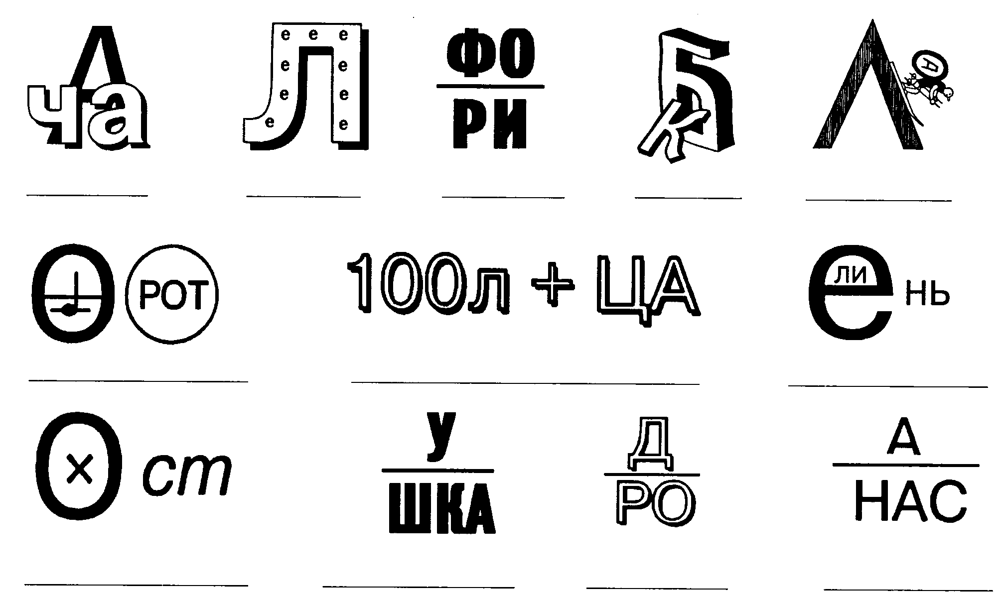 А
ча
Л
е е е
е е
е е
е е
ФО
РИ
Б
К
Л
А
О РОТ
100л + ЦА
е
ли
нь
О
х
ст
У
ШКА
Д
РО
А
НАС